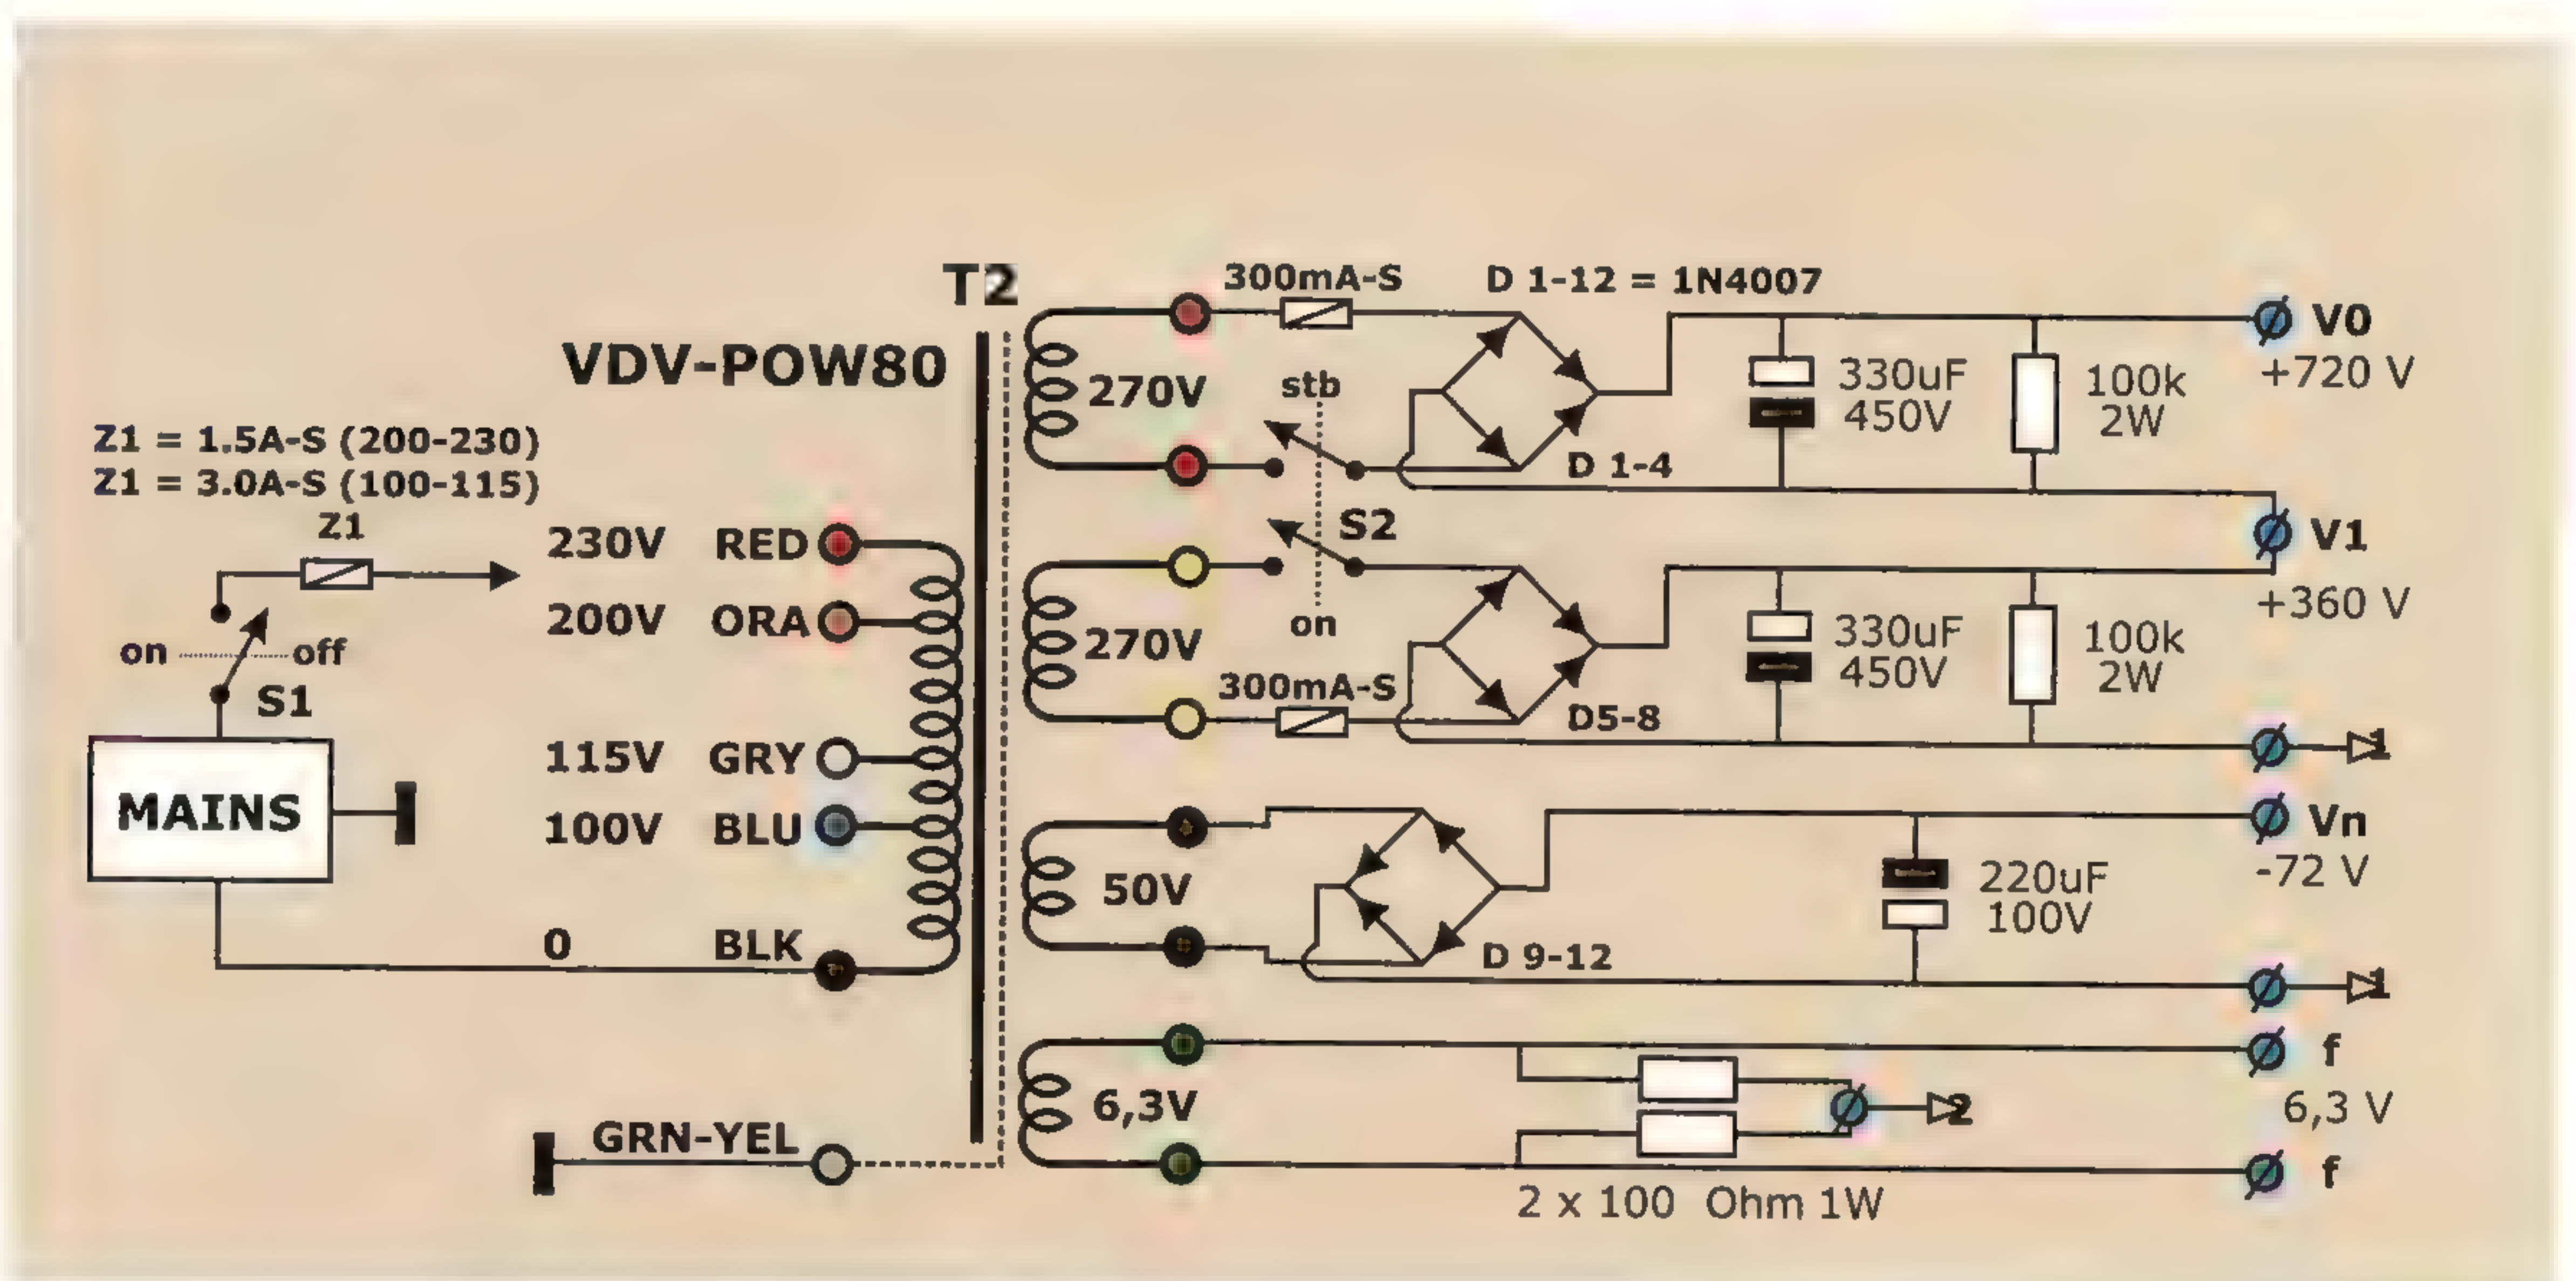 T2
300mA-S
D 1-12 = 1N4007
V0
+720 V
VDV-POW80
270V
stb
330uF
450V
100k
2W
Z1 = 1.5A-S (200-230)
Z1 = 3.0A-S (100-115)
Z1
D 1-4
S2
V1
+360 V
230V RED
200V ORA
on
270V
330uF
450V
100k
2W
on off
S1
300mA-S
D5-8
1
115V GRY
MAINS
100V BLU
50V
Vn
-72 V
220uF
100V
0 BLK
D 9-12
1
f
6,3V
2
6,3 V
GRN-YEL
f
2 x 100 Ohm 1W